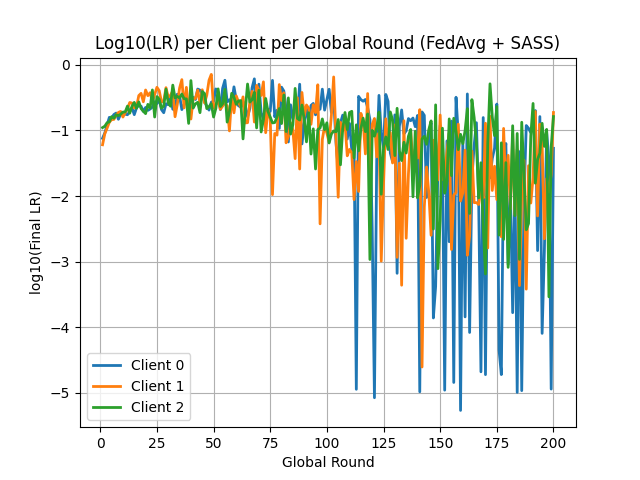 Log10(LR) per Client per Global Round (FedAvg + SASS)
log10(Final LR)
0
−1
−2
−3
−4
−5
Client 0
Client 1
Client 2
0 25 50 75 100 125 150 175 200
Global Round